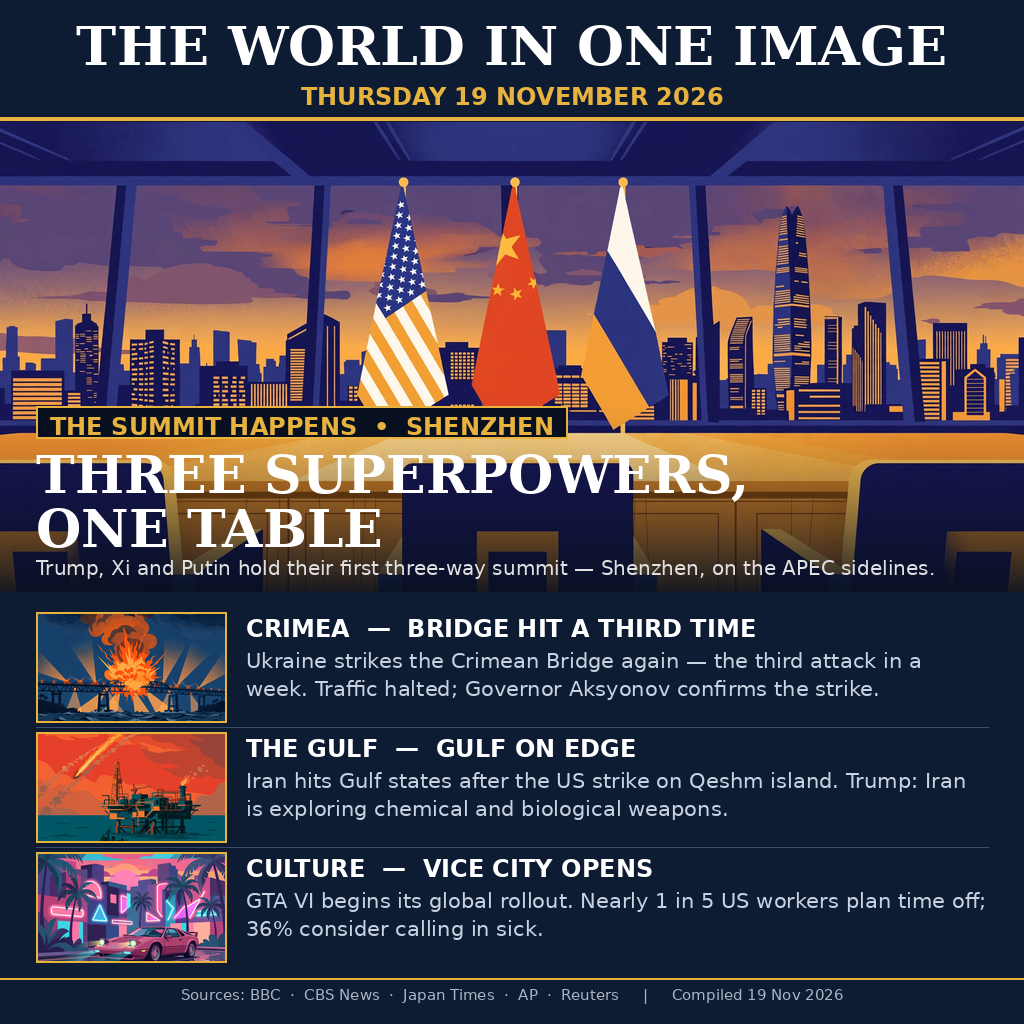 THE WORLD IN ONE IMAGE
THURSDAY 19 NOVEMBER 2026
THE SUMMIT HAPPENS • SHENZHEN
THREE SUPERPOWERS,
ONE TABLE
Trump, Xi and Putin hold their first three-way summit — Shenzhen, on the APEC sidelines.
CRIMEA — BRIDGE HIT A THIRD TIME
Ukraine strikes the Crimean Bridge again — the third attack in a
week. Traffic halted; Governor Aksyonov confirms the strike.
THE GULF — GULF ON EDGE
Iran hits Gulf states after the US strike on Qeshm island. Trump: Iran
is exploring chemical and biological weapons.
CULTURE — VICE CITY OPENS
GTA VI begins its global rollout. Nearly 1 in 5 US workers plan time off;
36% consider calling in sick.
Sources: BBC · CBS News · Japan Times · AP · Reuters | Compiled 19 Nov 2026